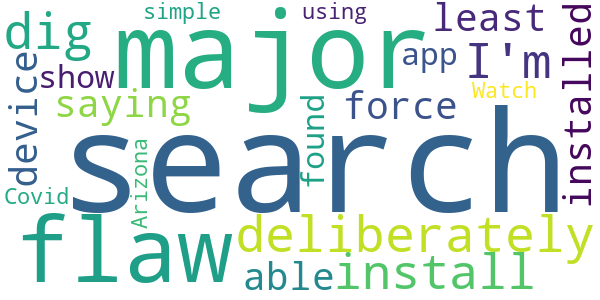 simple using least
dig major app I'm
device show installed
saying force Watch
search found
Covid Arizona
flaw deliberately
able install